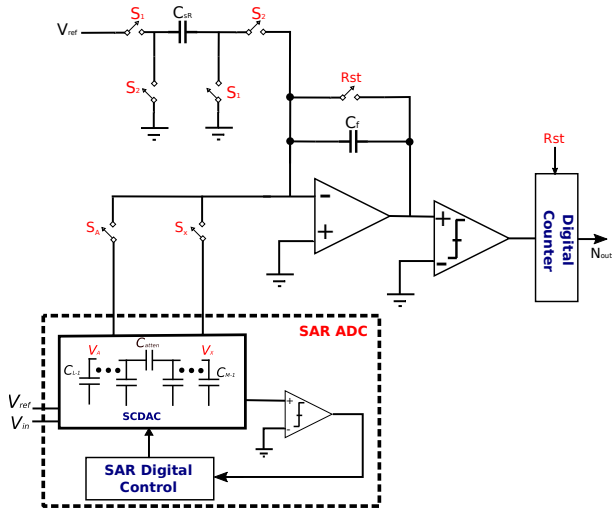 S1
CsR
S2
Vref
S2
S1
Rst
Cf
Rst
SA
Sx
Digital
Counter
Nout
SAR ADC
VA
Catten
Vx
CL-1
CM-1
SCDAC
Vref
Vin
SAR Digital
Control